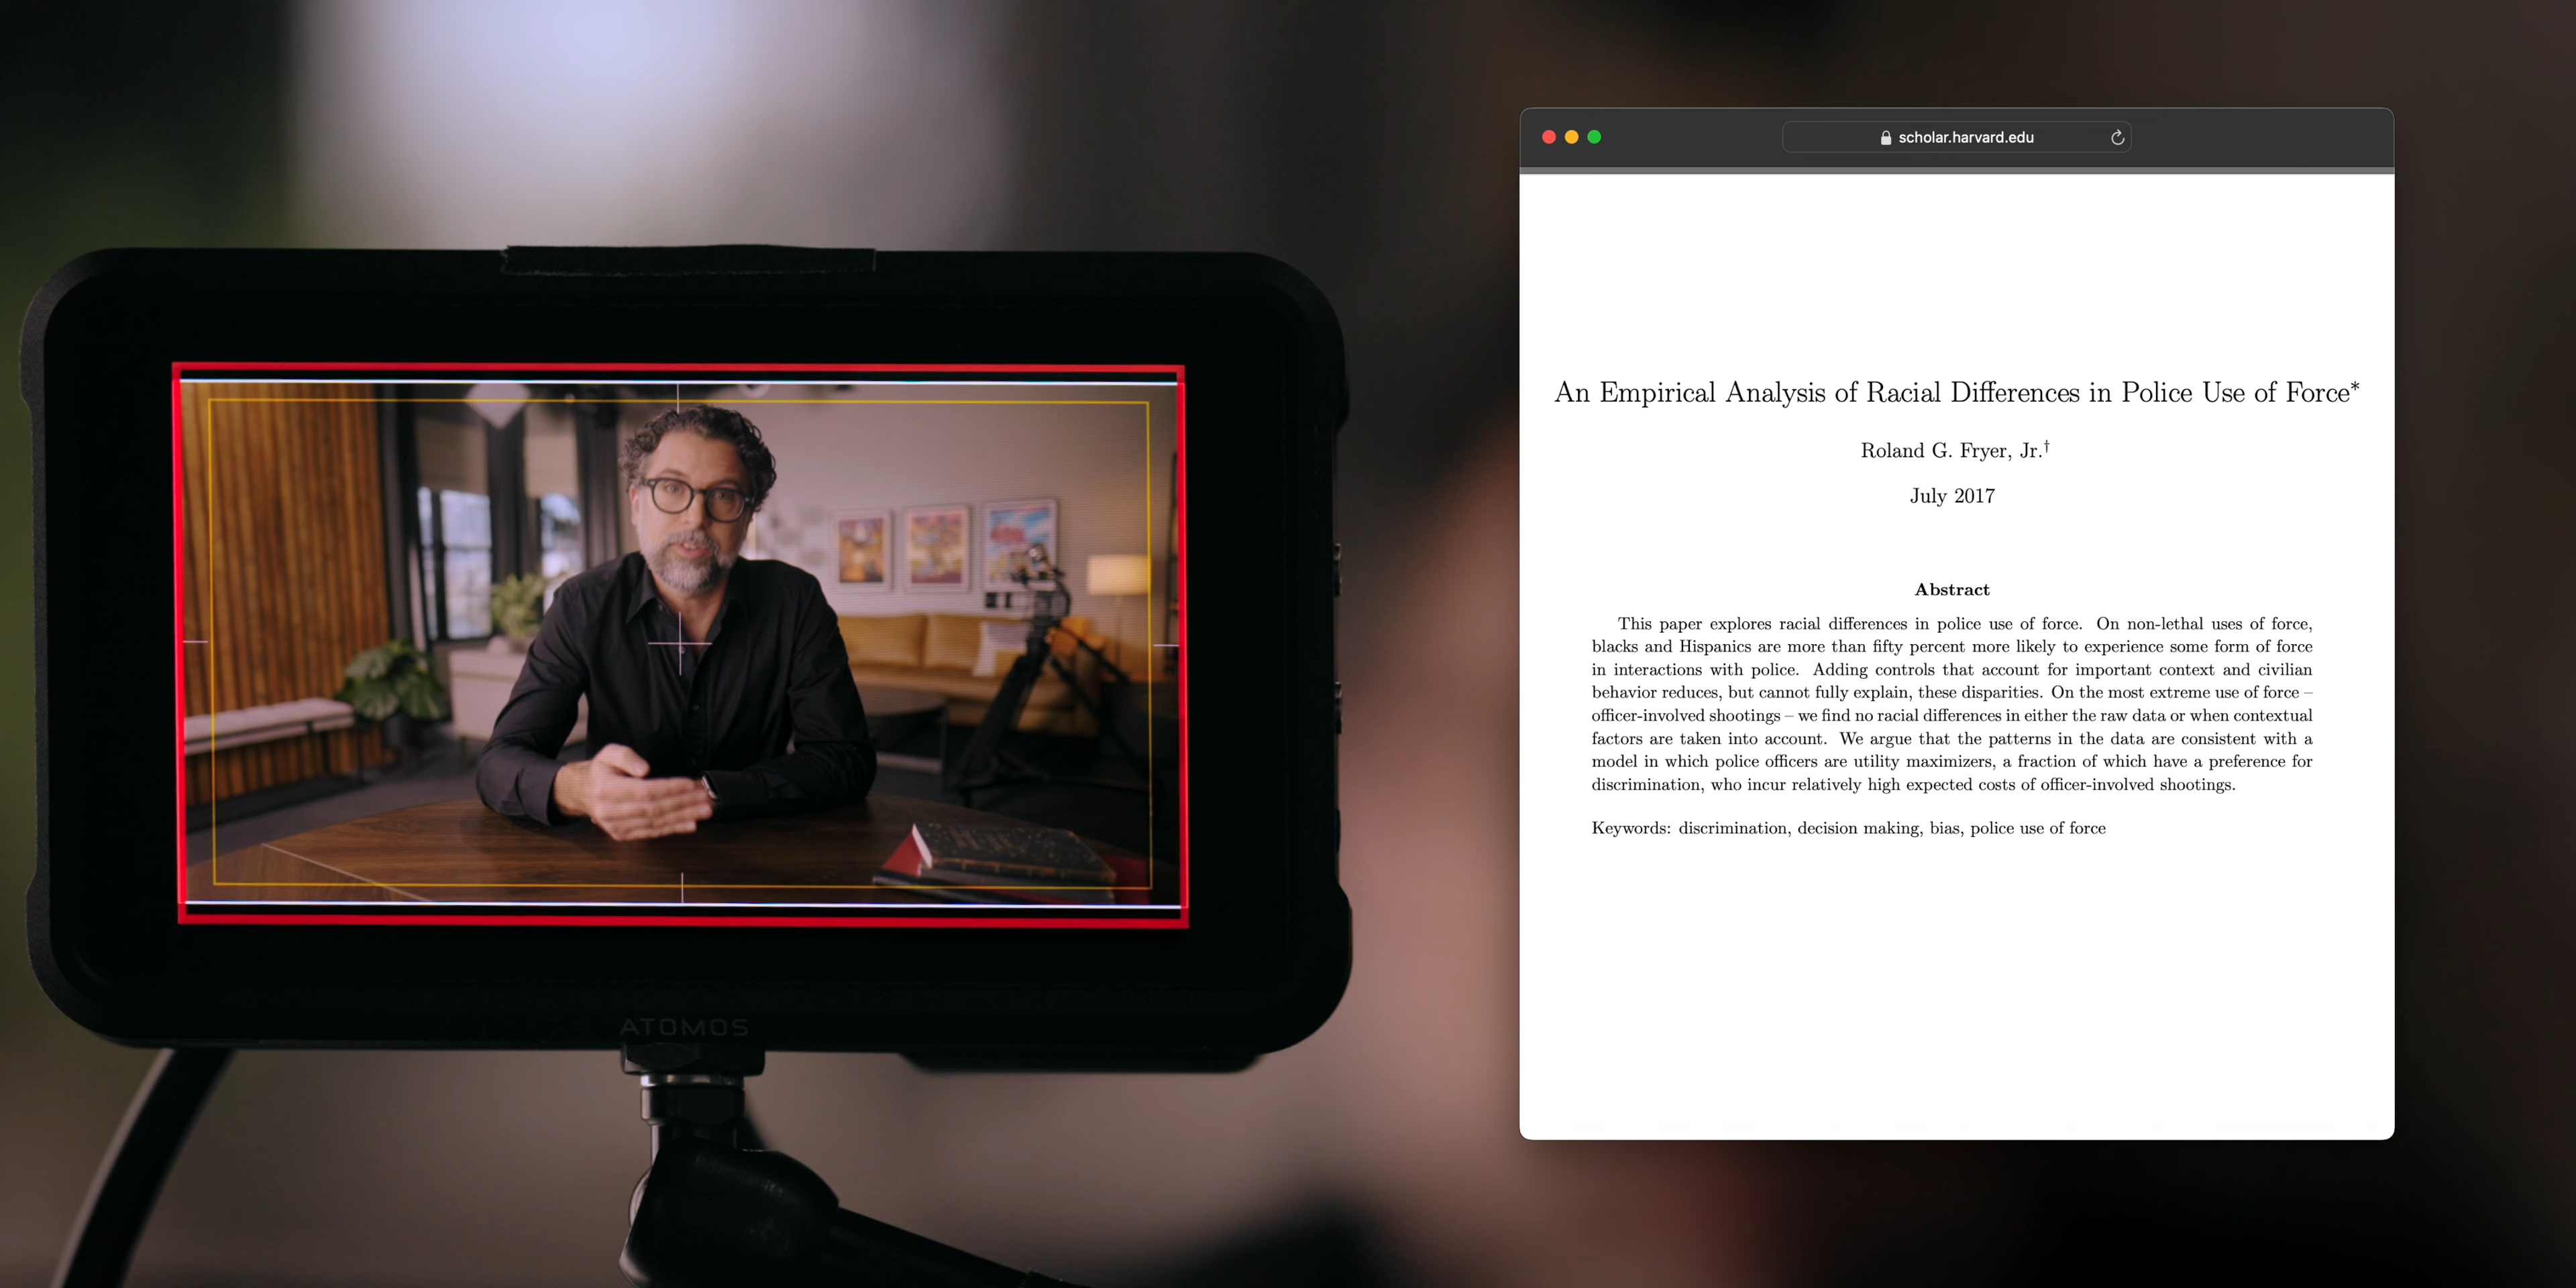 scholar.harvard.edu
An Empirical Analysis of Racial Differences in Police Use of Force*
Roland G. Fryer, Jr.†
July 2017
Abstract
This paper explores racial differences in police use of force. On non-lethal uses of force,
blacks and Hispanics are more than fifty percent more likely to experience some form of force
in interactions with police. Adding controls that account for important context and civilian
behavior reduces, but cannot fully explain, these disparities. On the most extreme use of force –
officer-involved shootings – we find no racial differences in either the raw data or when contextual
factors are taken into account. We argue that the patterns in the data are consistent with a
model in which police officers are utility maximizers, a fraction of which have a preference for
discrimination, who incur relatively high expected costs of officer-involved shootings.
Keywords: discrimination, decision making, bias, police use of force
ATOMOS